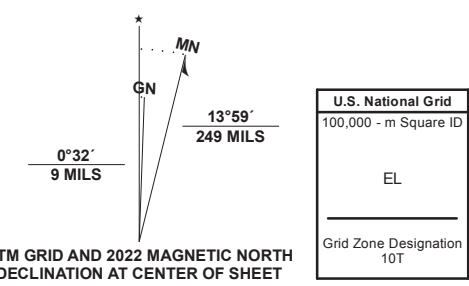 MN
GN
0°32´
9 MILS
13°59´
249 MILS
TM GRID AND 2022 MAGNETIC NORTH
DECLINATION AT CENTER OF SHEET
U.S. National Grid
100,000 - m Square ID
EL
Grid Zone Designation
10T